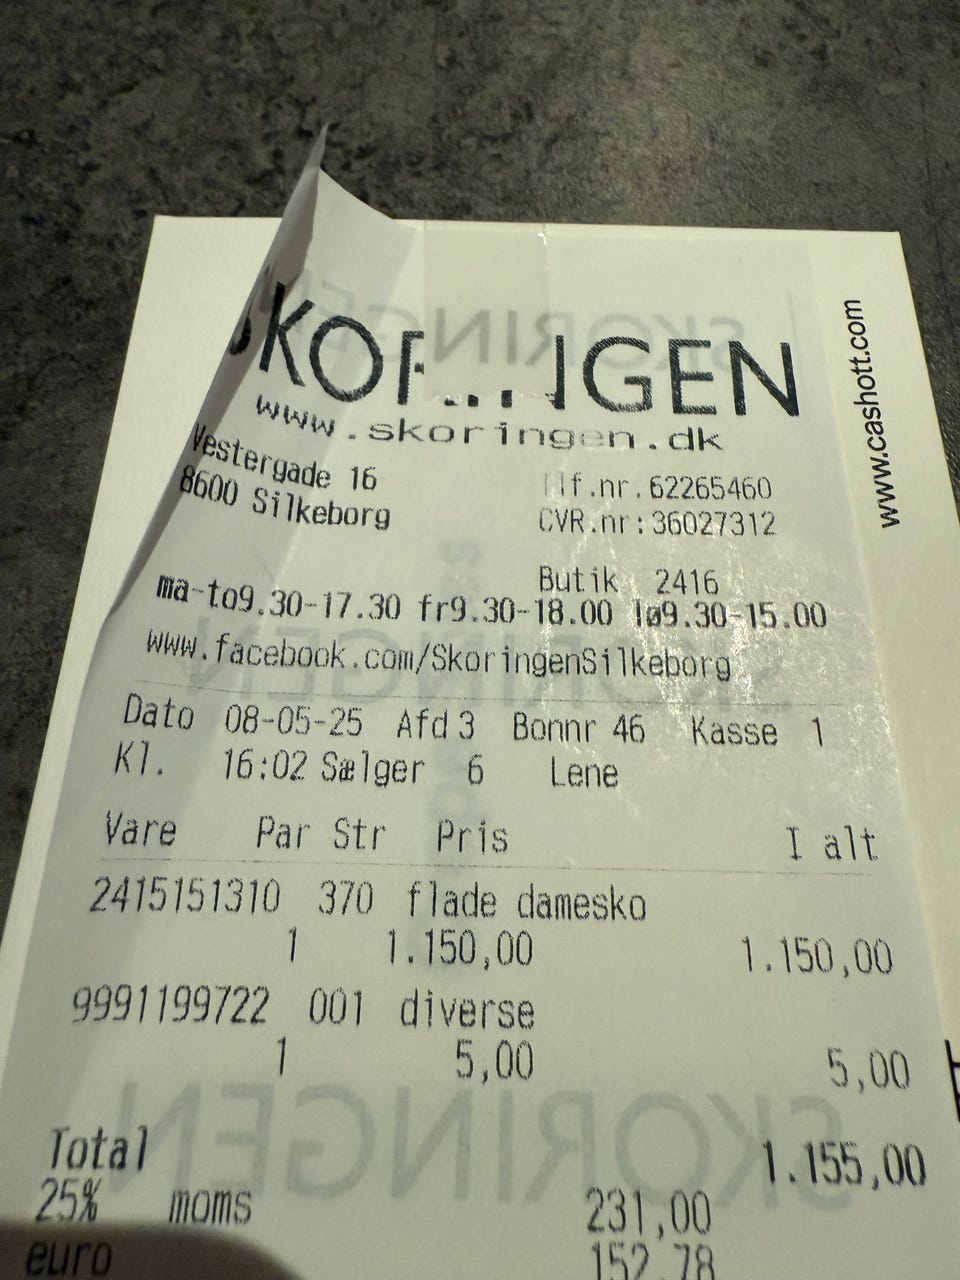 SKORINGEN
www.skoringen.dk
Vestergade 16
8600 Silkeborg
Tlf.nr.62265460
CVR.nr:36027312
Butik 2416
ma-to9.30-17.30 fr9.30-18.00 lø9.30-15.00
www.facebook.com/SkoringenSilkeborg
Dato 08-05-25 Afd 3 Bonnr 46 Kasse 1
Kl. 16:02 Sælger 6 Lene
Vare Par Str Pris I alt
2415151310 370 flade damesko
1 1.150,00 1.150,00
9991199722 001 diverse
1 5,00 5,00
Total 1.155,00
25% moms 231,00
euro 152,78
www.cashott.com
SKORINGEN
SKORINGEN
SKORINGEN